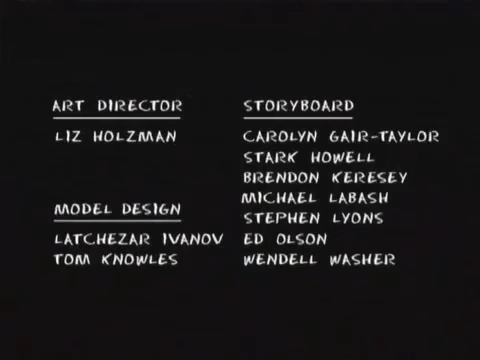 ART DIRECTOR
LIZ HOLZMAN
MODEL DESIGN
LATCHEZAR IVANOV
TOM KNOWLES
STORYBOARD
CAROLYN GAIR-TAYLOR
STARK HOWELL
BRENDON KERESEY
MICHAEL LABASH
STEPHEN LYONS
ED OLSON
WENDELL WASHER